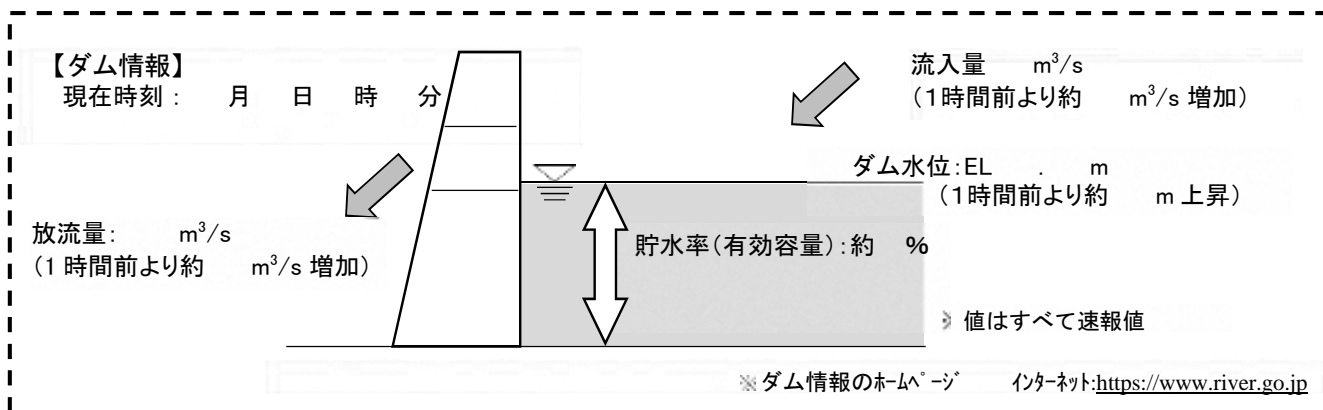 【ダム情報】
現在時刻： 月 日 時 分
流入量 m³/s
（１時間前より約 m³/s 増加）
ダム水位：EL . m
（１時間前より約 m 上昇）
放流量： m³/s
（１時間前より約 m³/s 増加）
貯水率（有効容量）：約 %
※ 値はすべて速報値
※ダム情報のﾎｰﾑﾍﾟｰｼﾞ ｲﾝﾀｰﾈｯﾄ:https://www.river.go.jp